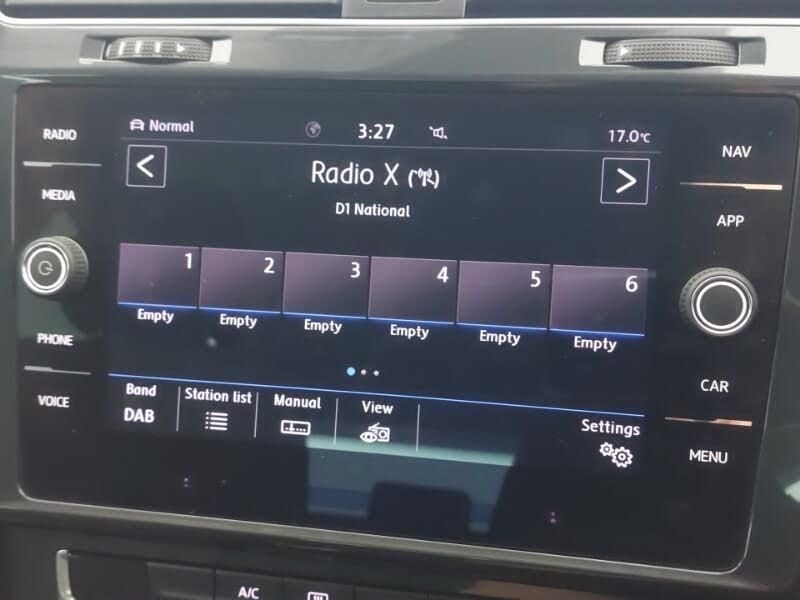 Normal 3:27 17.0°C
Radio X
D1 National
1 2 3 4 5 6
Empty Empty Empty Empty Empty Empty
Band Station list Manual View Settings
DAB
RADIO
MEDIA
PHONE
VOICE
NAV
APP
CAR
MENU
A/C